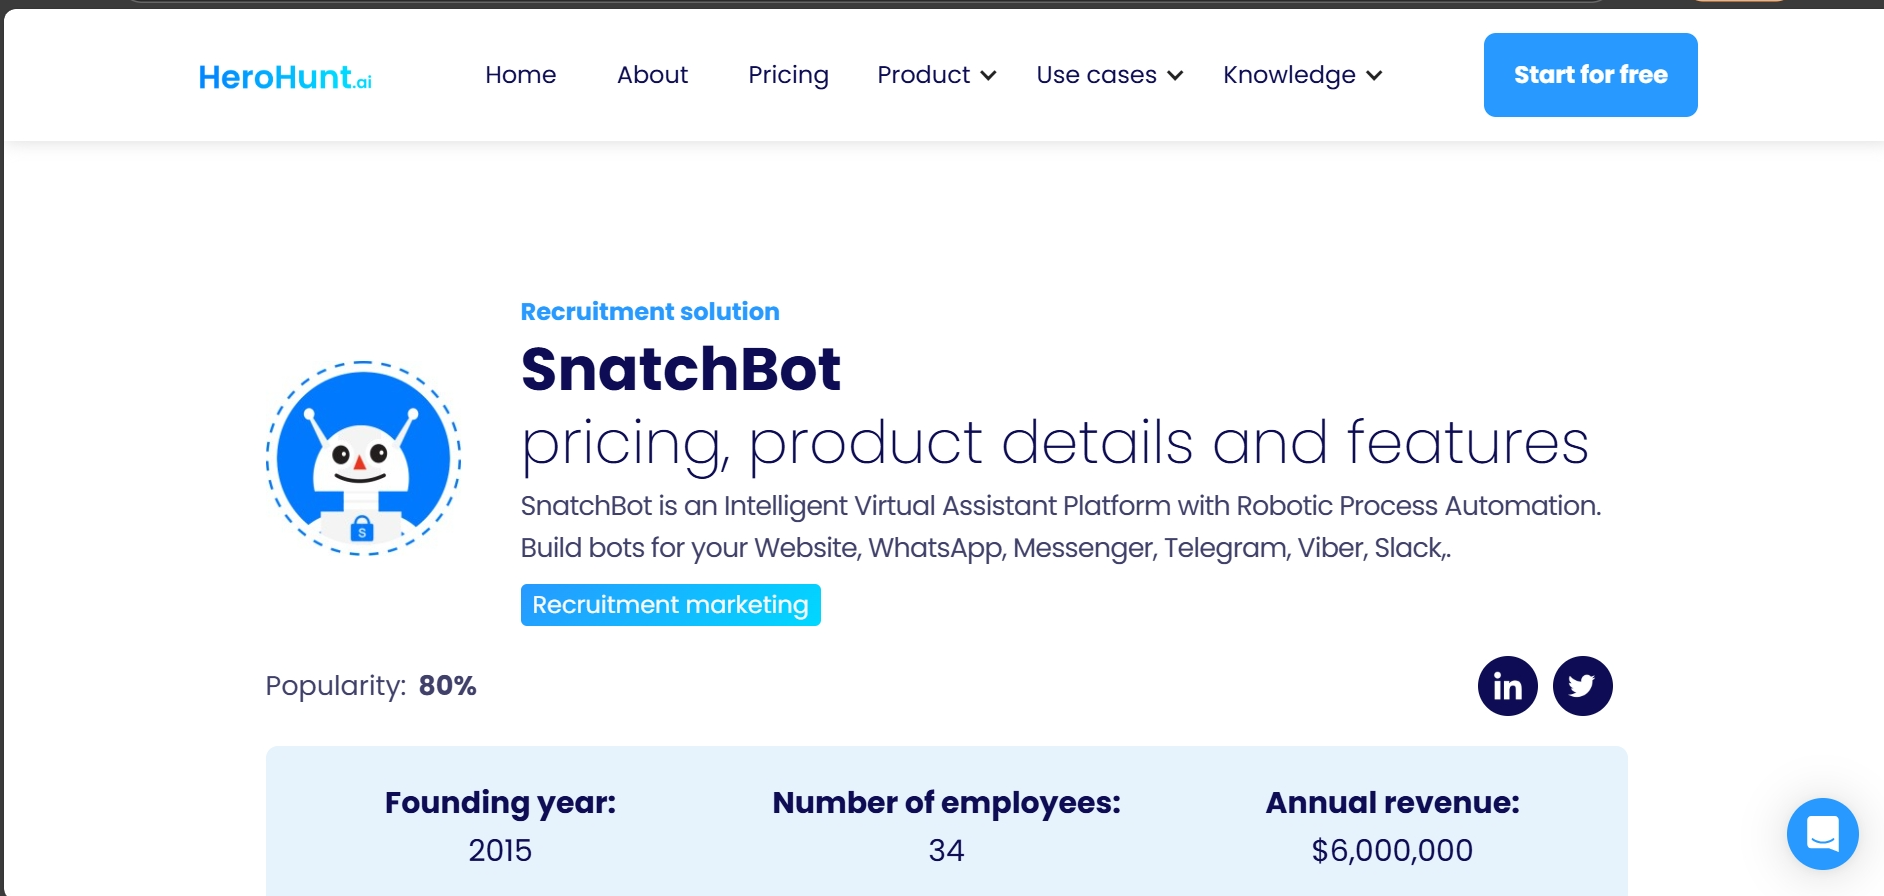 HeroHunt.ai
Home
About
Pricing
Product
Use cases
Knowledge
Start for free
Recruitment solution
SnatchBot
pricing, product details and features
SnatchBot is an Intelligent Virtual Assistant Platform with Robotic Process Automation.
Build bots for your Website, WhatsApp, Messenger, Telegram, Viber, Slack,.
Recruitment marketing
S
Popularity: 80%
in
Founding year:
2015
Number of employees:
34
Annual revenue:
$6,000,000